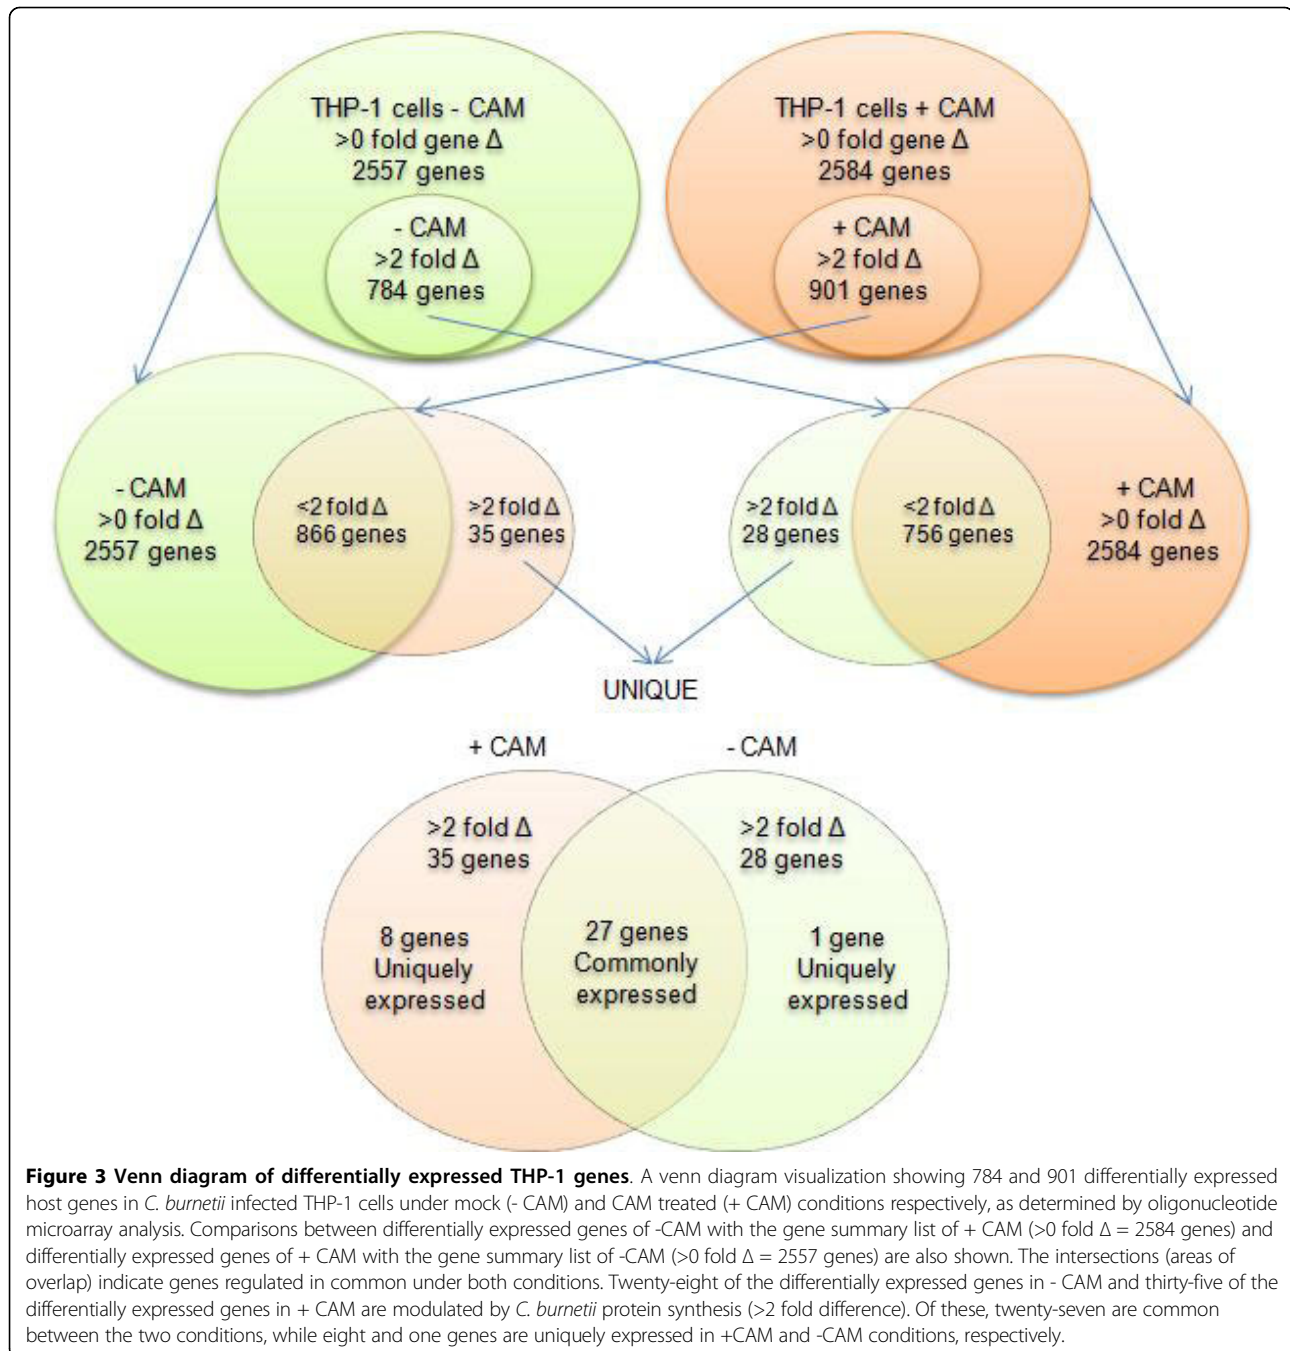 THP-1 cells - CAM
>0 fold gene Δ
2557 genes
- CAM
>2 fold Δ
784 genes
THP-1 cells + CAM
>0 fold gene Δ
2584 genes
+ CAM
>2 fold Δ
901 genes
- CAM
>0 fold Δ
2557 genes
<2 fold Δ
866 genes
>2 fold Δ
35 genes
>2 fold Δ
28 genes
<2 fold Δ
756 genes
+ CAM
>0 fold Δ
2584 genes
UNIQUE
+ CAM
- CAM
>2 fold Δ
35 genes
>2 fold Δ
28 genes
8 genes
Uniquely
expressed
27 genes
Commonly
expressed
1 gene
Uniquely
expressed
Figure 3 Venn diagram of differentially expressed THP-1 genes. A venn diagram visualization showing 784 and 901 differentially expressed
host genes in C. burnetii infected THP-1 cells under mock (- CAM) and CAM treated (+ CAM) conditions respectively, as determined by oligonucleotide
microarray analysis. Comparisons between differentially expressed genes of -CAM with the gene summary list of + CAM (>0 fold Δ = 2584 genes) and
differentially expressed genes of + CAM with the gene summary list of -CAM (>0 fold Δ = 2557 genes) are also shown. The intersections (areas of
overlap) indicate genes regulated in common under both conditions. Twenty-eight of the differentially expressed genes in - CAM and thirty-five of the
differentially expressed genes in + CAM are modulated by C. burnetii protein synthesis (>2 fold difference). Of these, twenty-seven are common
between the two conditions, while eight and one genes are uniquely expressed in +CAM and -CAM conditions, respectively.